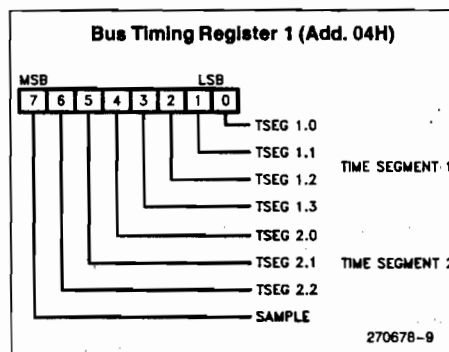 Bus Timing Register 1 (Add. 04H)
MSB LSB
7 6 5 4 3 2 1 0
TSEG 1.0
TSEG 1.1
TIME SEGMENT 1
TSEG 1.2
TSEG 1.3
TSEG 2.0
TSEG 2.1 TIME SEGMENT 2
TSEG 2.2
SAMPLE
270678-9